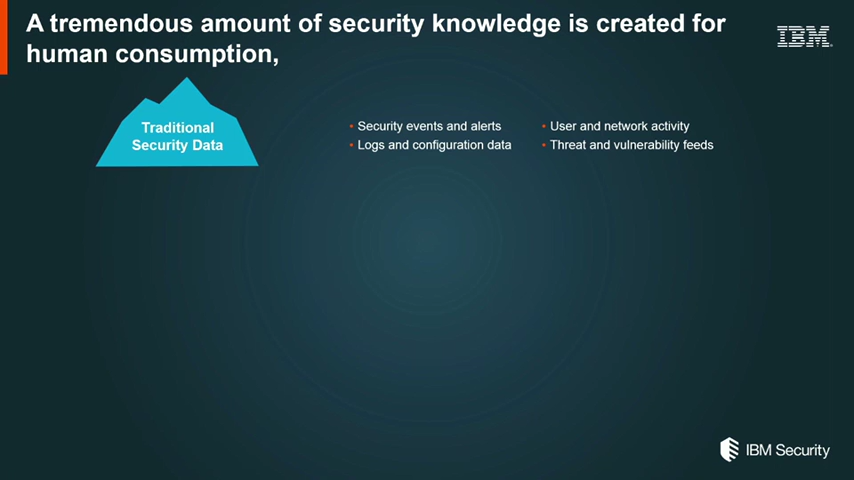 A tremendous amount of security knowledge is created for
human consumption,
IBM
Traditional
Security Data
• Security events and alerts
• Logs and configuration data
• User and network activity
• Threat and vulnerability feeds
IBM Security